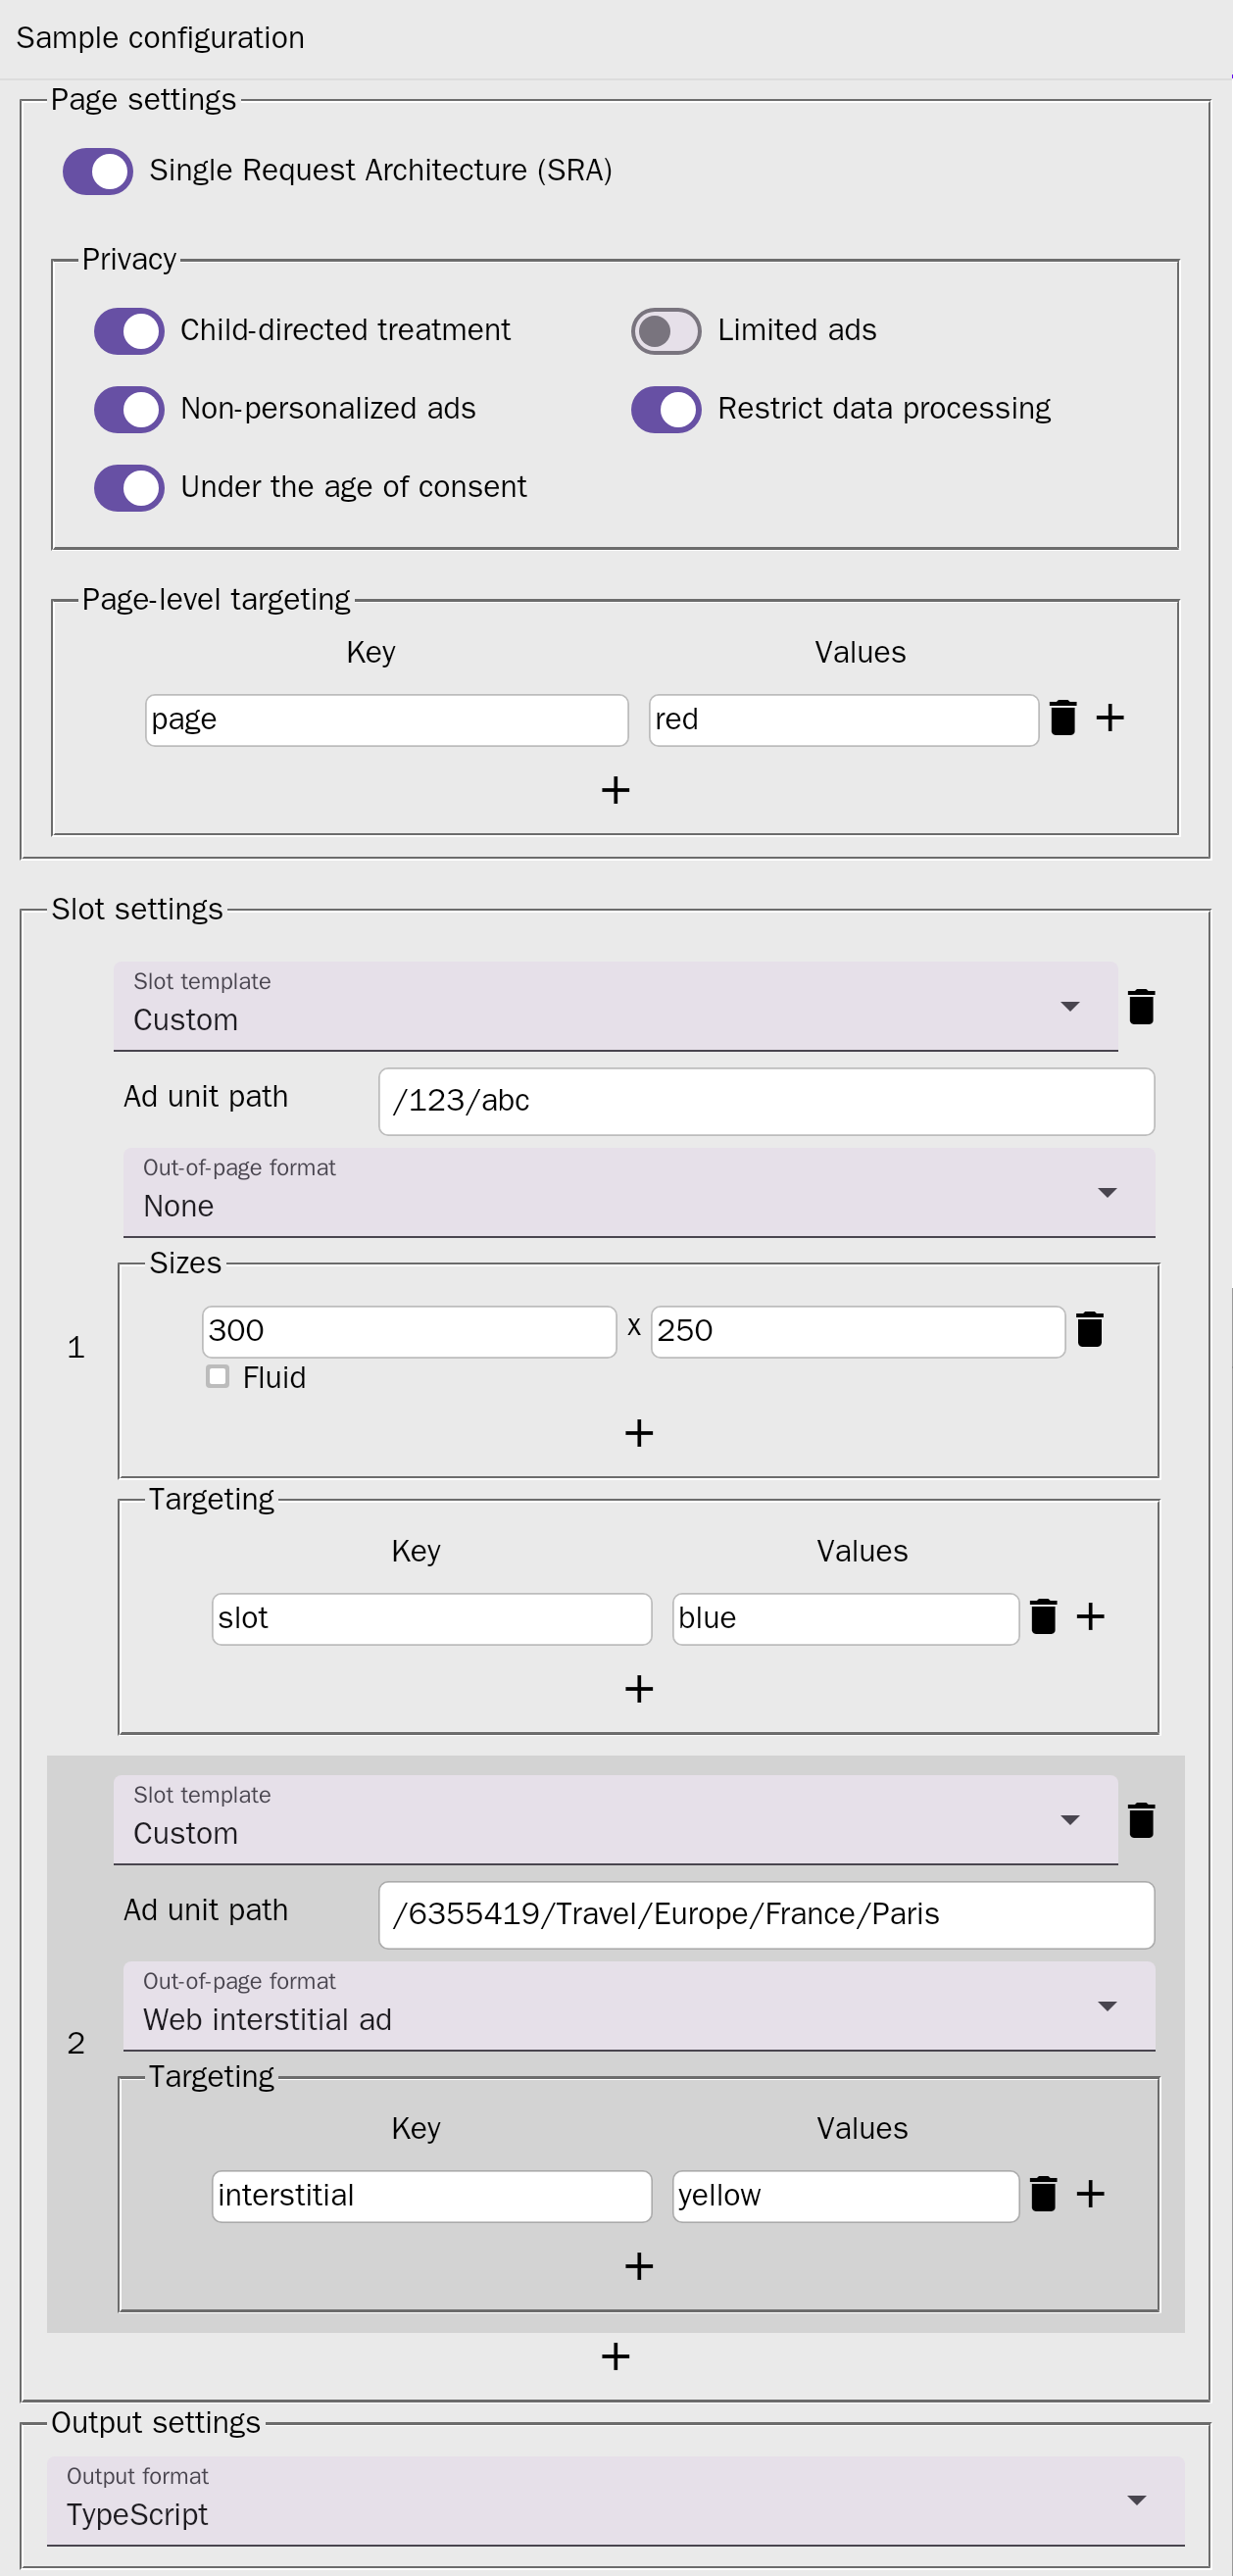 Sample configuration
Page settings
Single Request Architecture (SRA)
Privacy
Child-directed treatment
Limited ads
Non-personalized ads
Restrict data processing
Under the age of consent
Page-level targeting
Key Values
page red
Slot settings
Slot template
Custom
Ad unit path /123/abc
Out-of-page format
None
Sizes
1
300 x 250
Fluid
Targeting
Key Values
slot blue
Slot template
Custom
Ad unit path /6355419/Travel/Europe/France/Paris
Out-of-page format
Web interstitial ad
2
Targeting
Key Values
interstitial yellow
Output settings
Output format
TypeScript